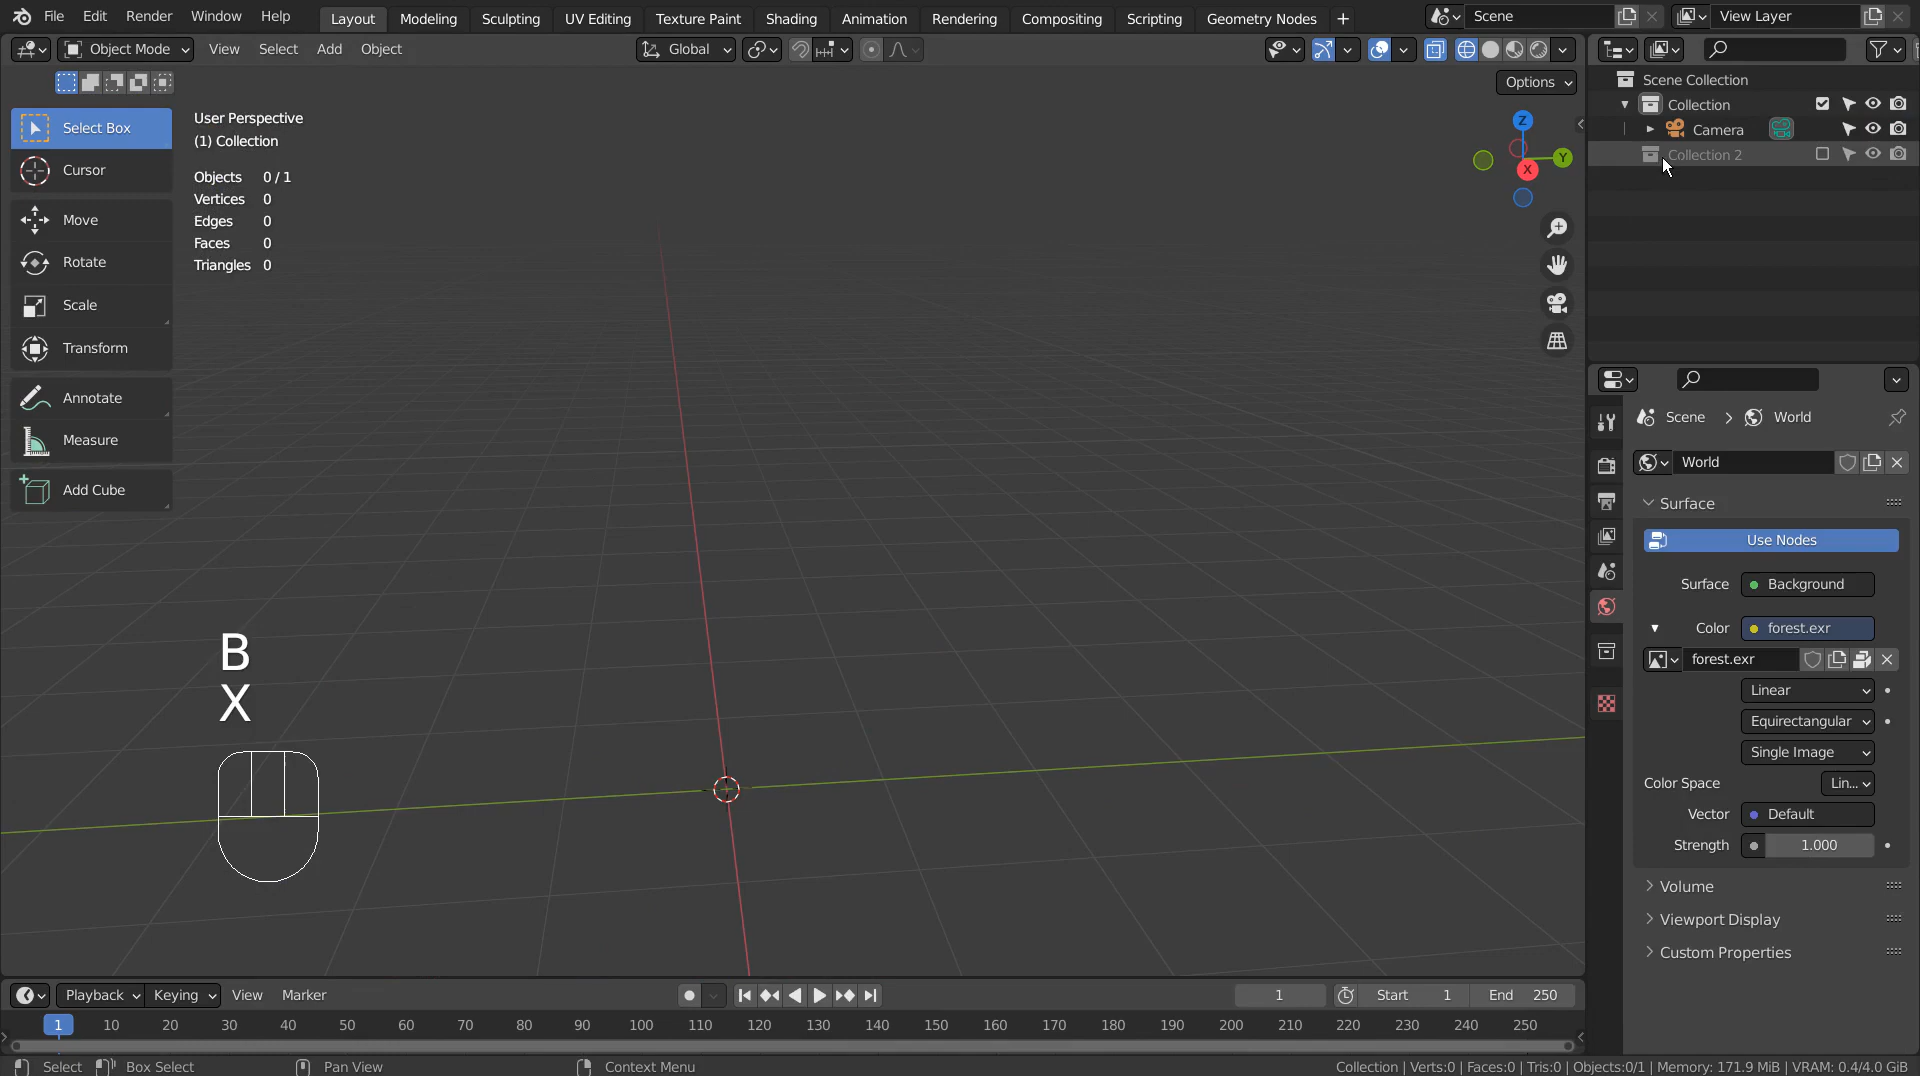 File Edit Render Window Help Layout Modeling Sculpting UV Editing Texture Paint Shading Animation Rendering Compositing Scripting Geometry Nodes + Scene View Layer
Object Mode View Select Add Object Global
Options
Scene Collection
Collection
Camera
Collection 2
Select Box
Cursor
Move
Rotate
Scale
Transform
Annotate
Measure
Add Cube
User Perspective
(1) Collection
Objects 0 / 1
Vertices 0
Edges 0
Faces 0
Triangles 0
Z
Y
X
B
X
Scene > World
World
Surface
Use Nodes
Surface Background
Color forest.exr
forest.exr
Linear
Equirectangular
Single Image
Color Space Lin...
Vector Default
Strength 1.000
Volume
Viewport Display
Custom Properties
Playback Keying View Marker 1 Start 1 End 250
1 10 20 30 40 50 60 70 80 90 100 110 120 130 140 150 160 170 180 190 200 210 220 230 240 250
Select Box Select Pan View Context Menu Collection | Verts:0 | Faces:0 | Tris:0 | Objects:0/1 | Memory: 171.9 MiB | VRAM: 0.4/4.0 GiB